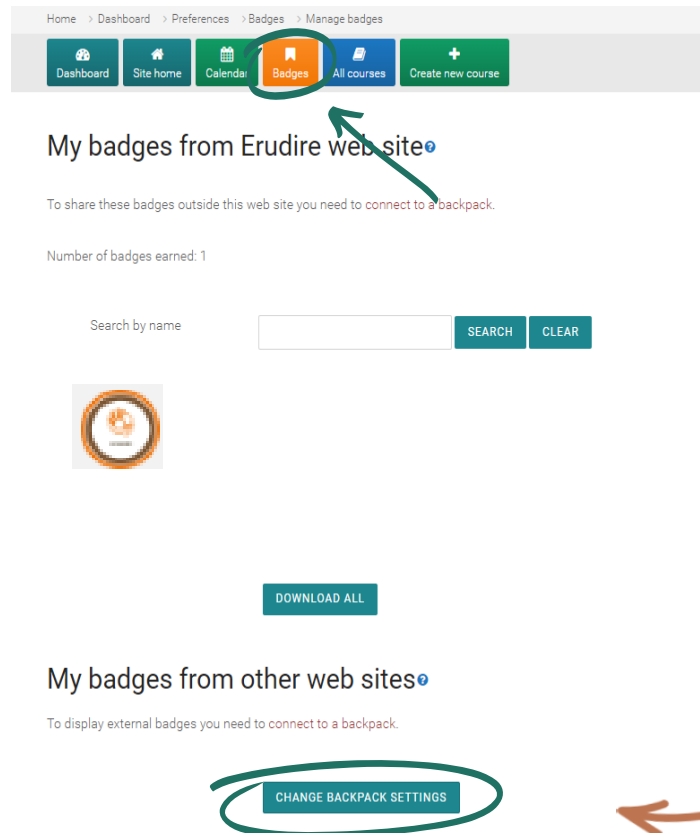 Home > Dashboard > Preferences > Badges > Manage badges
Dashboard Site home Calendar Badges All courses Create new course
My badges from Erudire web site
To share these badges outside this web site you need to connect to a backpack.
Number of badges earned: 1
Search by name SEARCH CLEAR
DOWNLOAD ALL
My badges from other web sites
To display external badges you need to connect to a backpack.
CHANGE BACKPACK SETTINGS